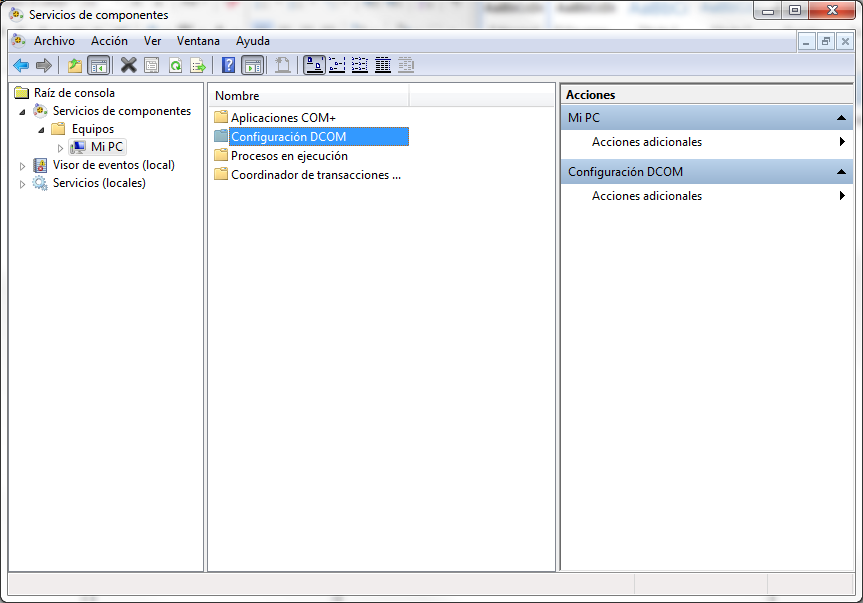 Servicios de componentes
Archivo Acción Ver Ventana Ayuda
Raíz de consola
Servicios de componentes
Equipos
Mi PC
Visor de eventos (local)
Servicios (locales)
Nombre
Aplicaciones COM+
Configuración DCOM
Procesos en ejecución
Coordinador de transacciones ...
Acciones
Mi PC
Acciones adicionales
Configuración DCOM
Acciones adicionales